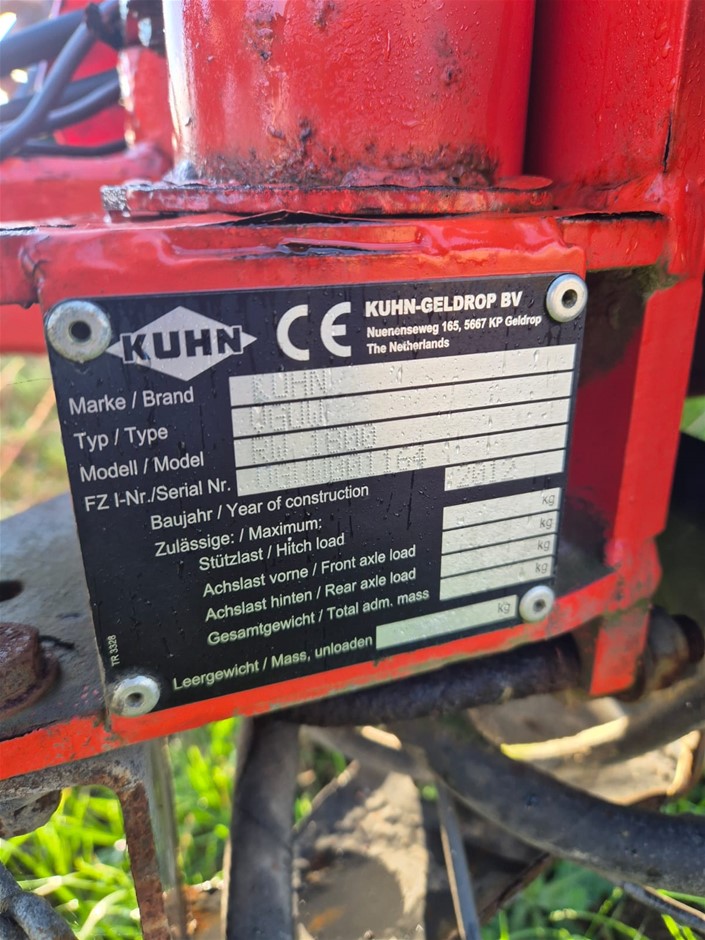 KUHN
CE
KUHN-GELDROP BV
Nuenenseweg 165, 5667 KP Geldrop
The Netherlands
Marke / Brand KUHN
Typ / Type
Modell / Model RW 1800
FZ I-Nr./Serial Nr.
Baujahr / Year of construction 2012
Zulässige: / Maximum:
Stützlast / Hitch load kg
Achslast vorne / Front axle load kg
Achslast hinten / Rear axle load kg
Gesamtgewicht / Total adm. mass kg
Leergewicht / Mass, unloaden kg
TR 3328